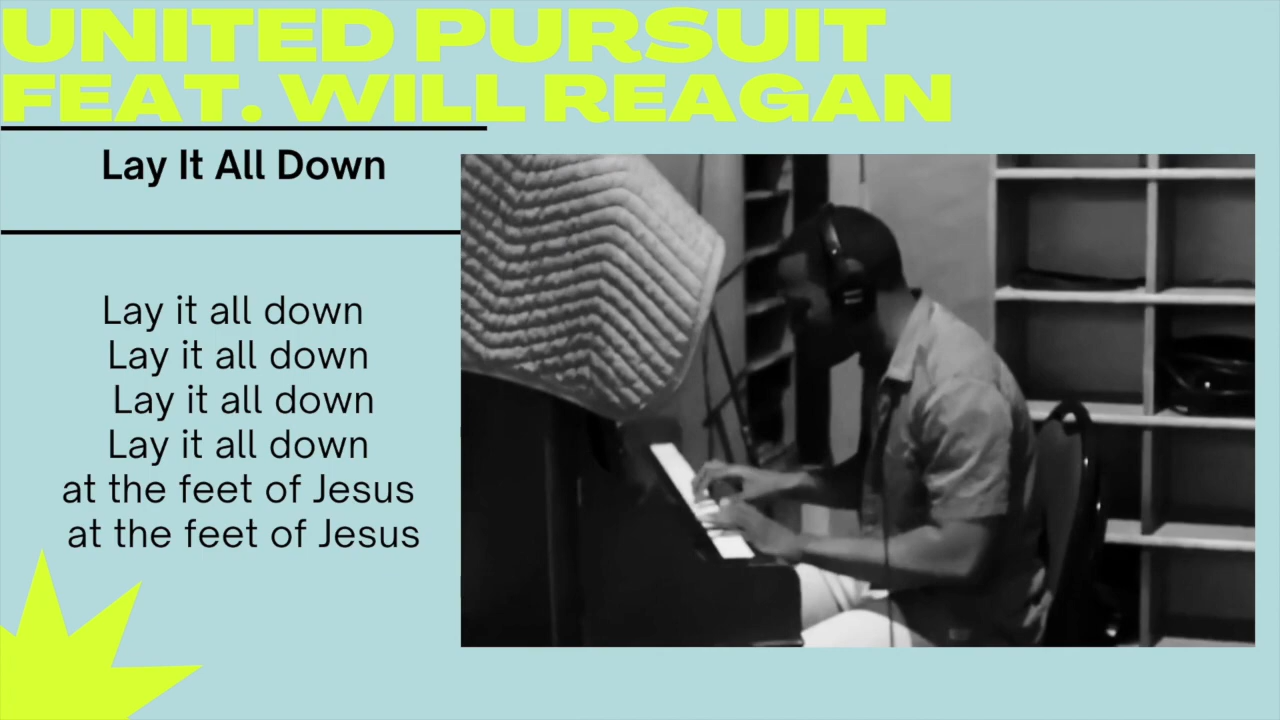 UNITED PURSUIT
FEAT. WILL REAGAN
Lay It All Down
Lay it all down
Lay it all down
Lay it all down
Lay it all down
at the feet of Jesus
at the feet of Jesus